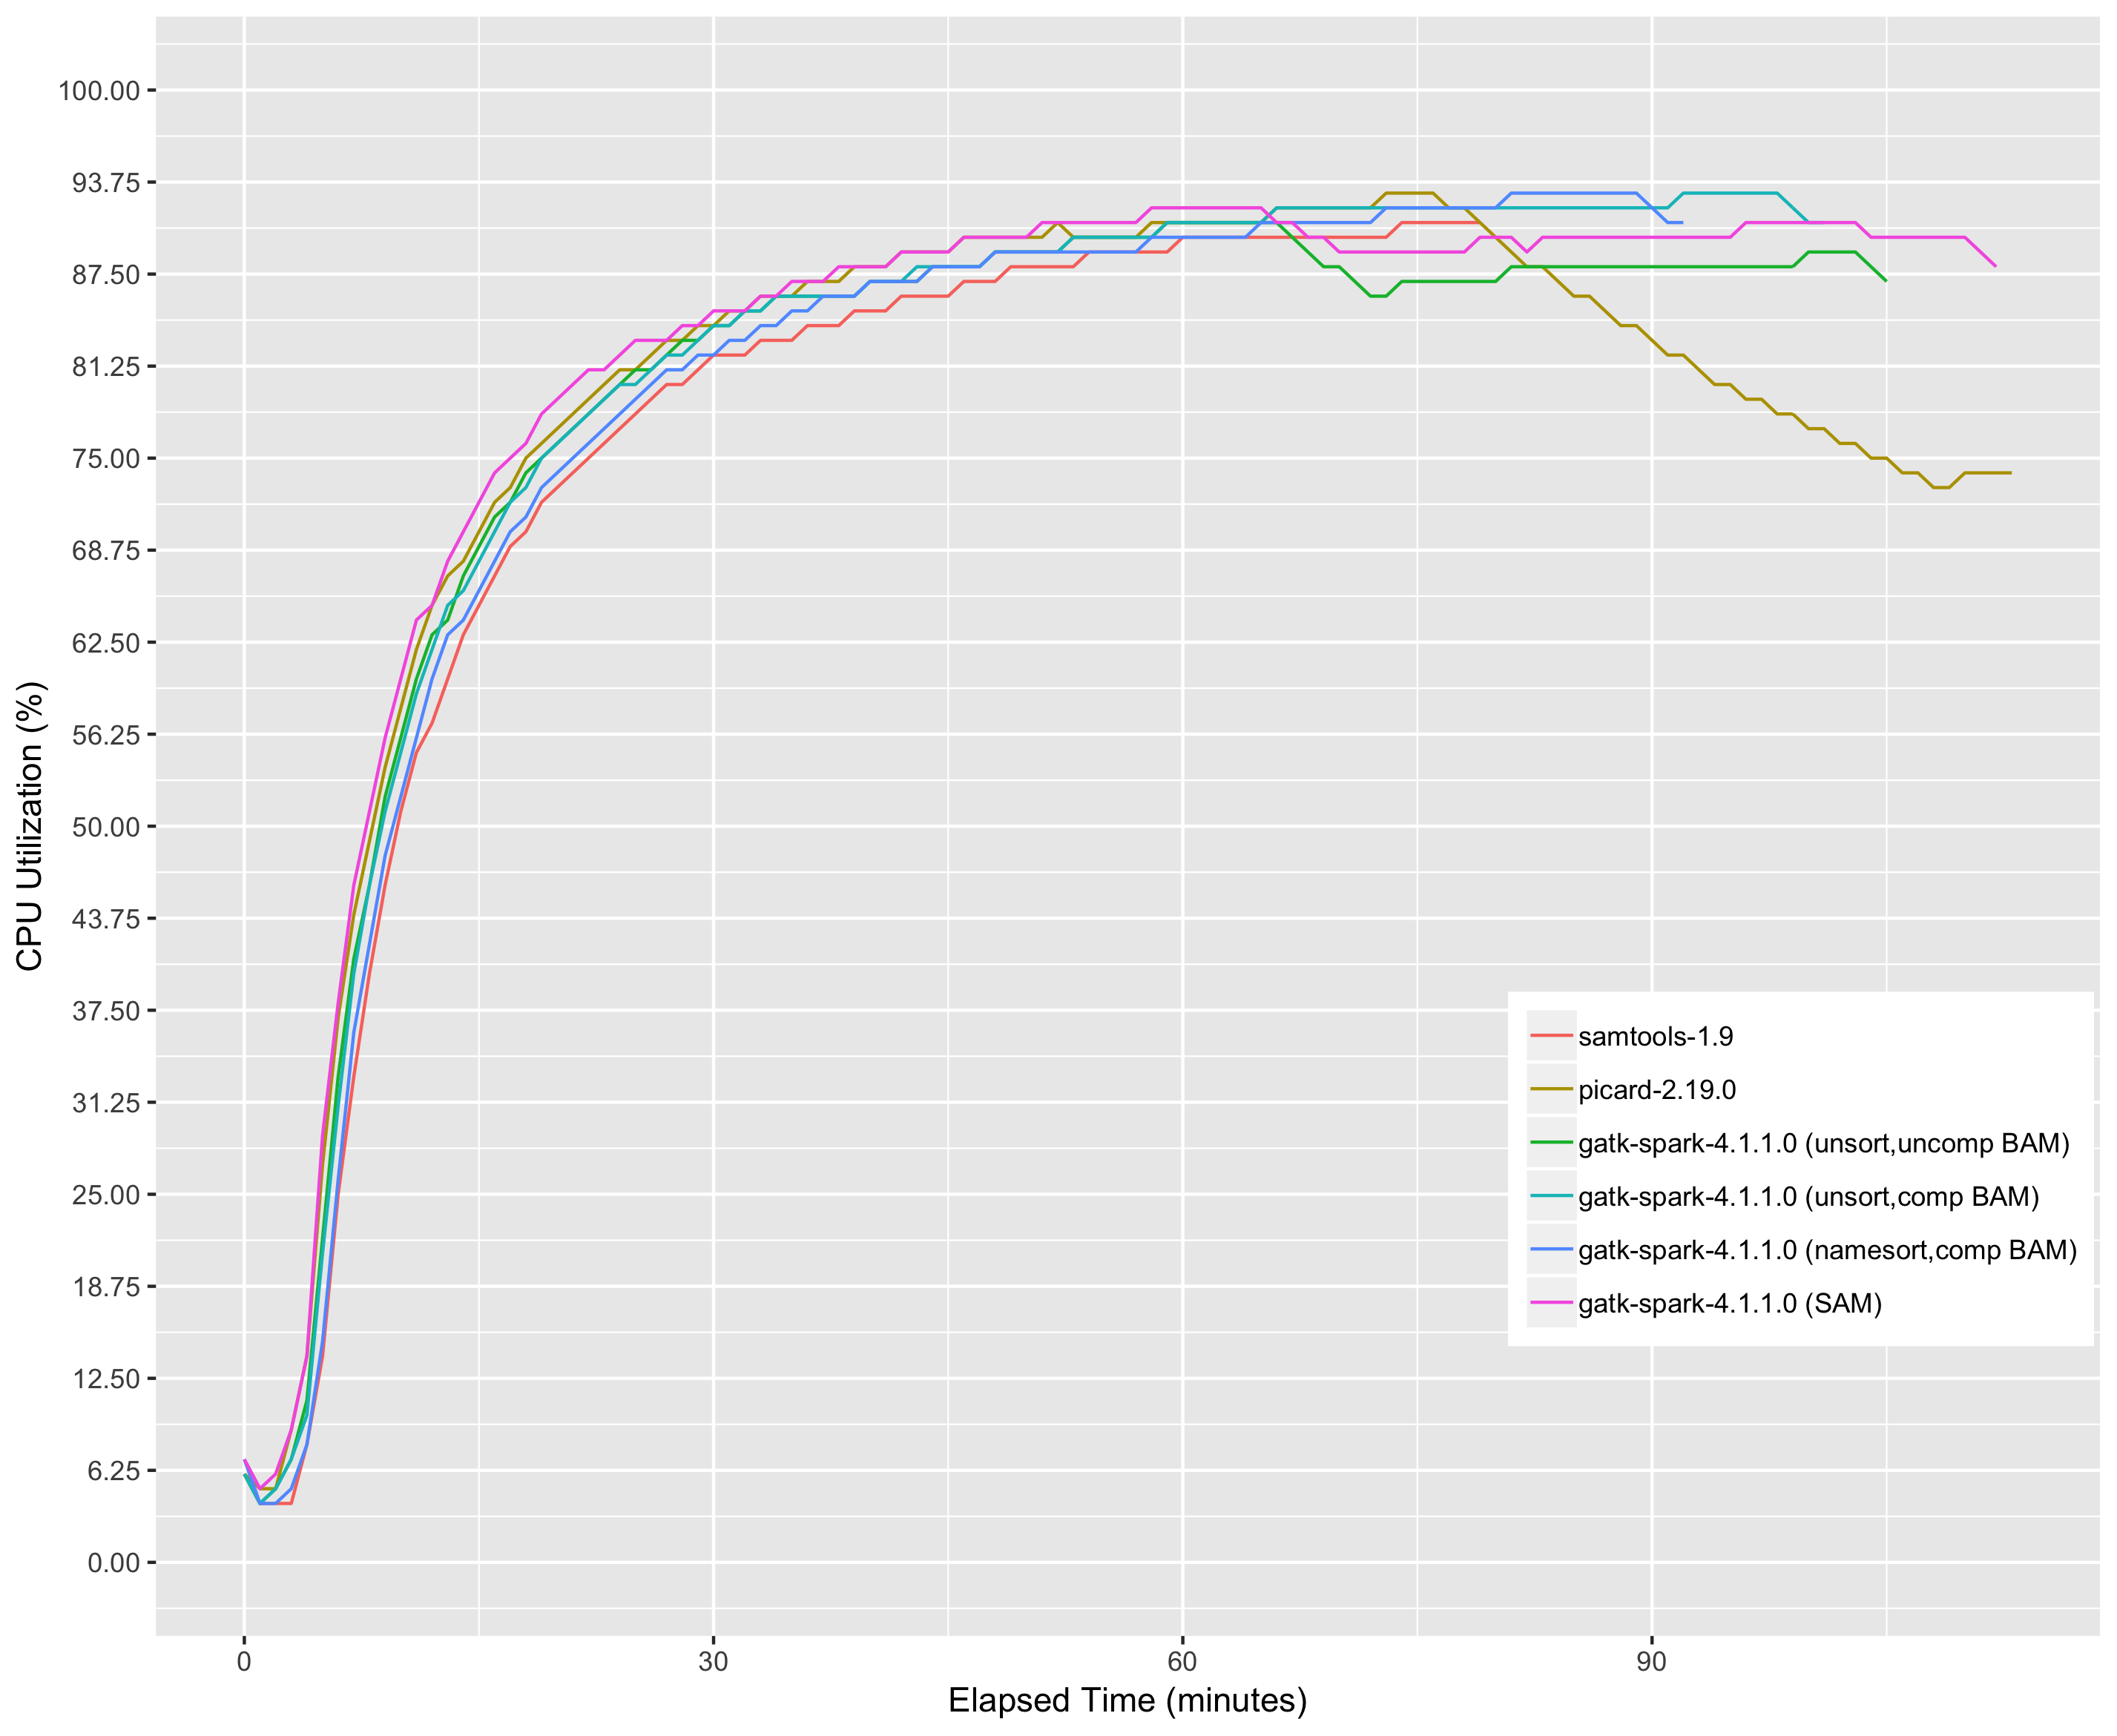 100.00
93.75
87.50
81.25
75.00
68.75
62.50
56.25
50.00
43.75
37.50
31.25
25.00
18.75
12.50
6.25
0.00
CPU Utilization (%)
samtools-1.9
picard-2.19.0
gatk-spark-4.1.1.0 (unsort,uncomp BAM)
gatk-spark-4.1.1.0 (unsort,comp BAM)
gatk-spark-4.1.1.0 (namesort,comp BAM)
gatk-spark-4.1.1.0 (SAM)
0 30 60 90
Elapsed Time (minutes)